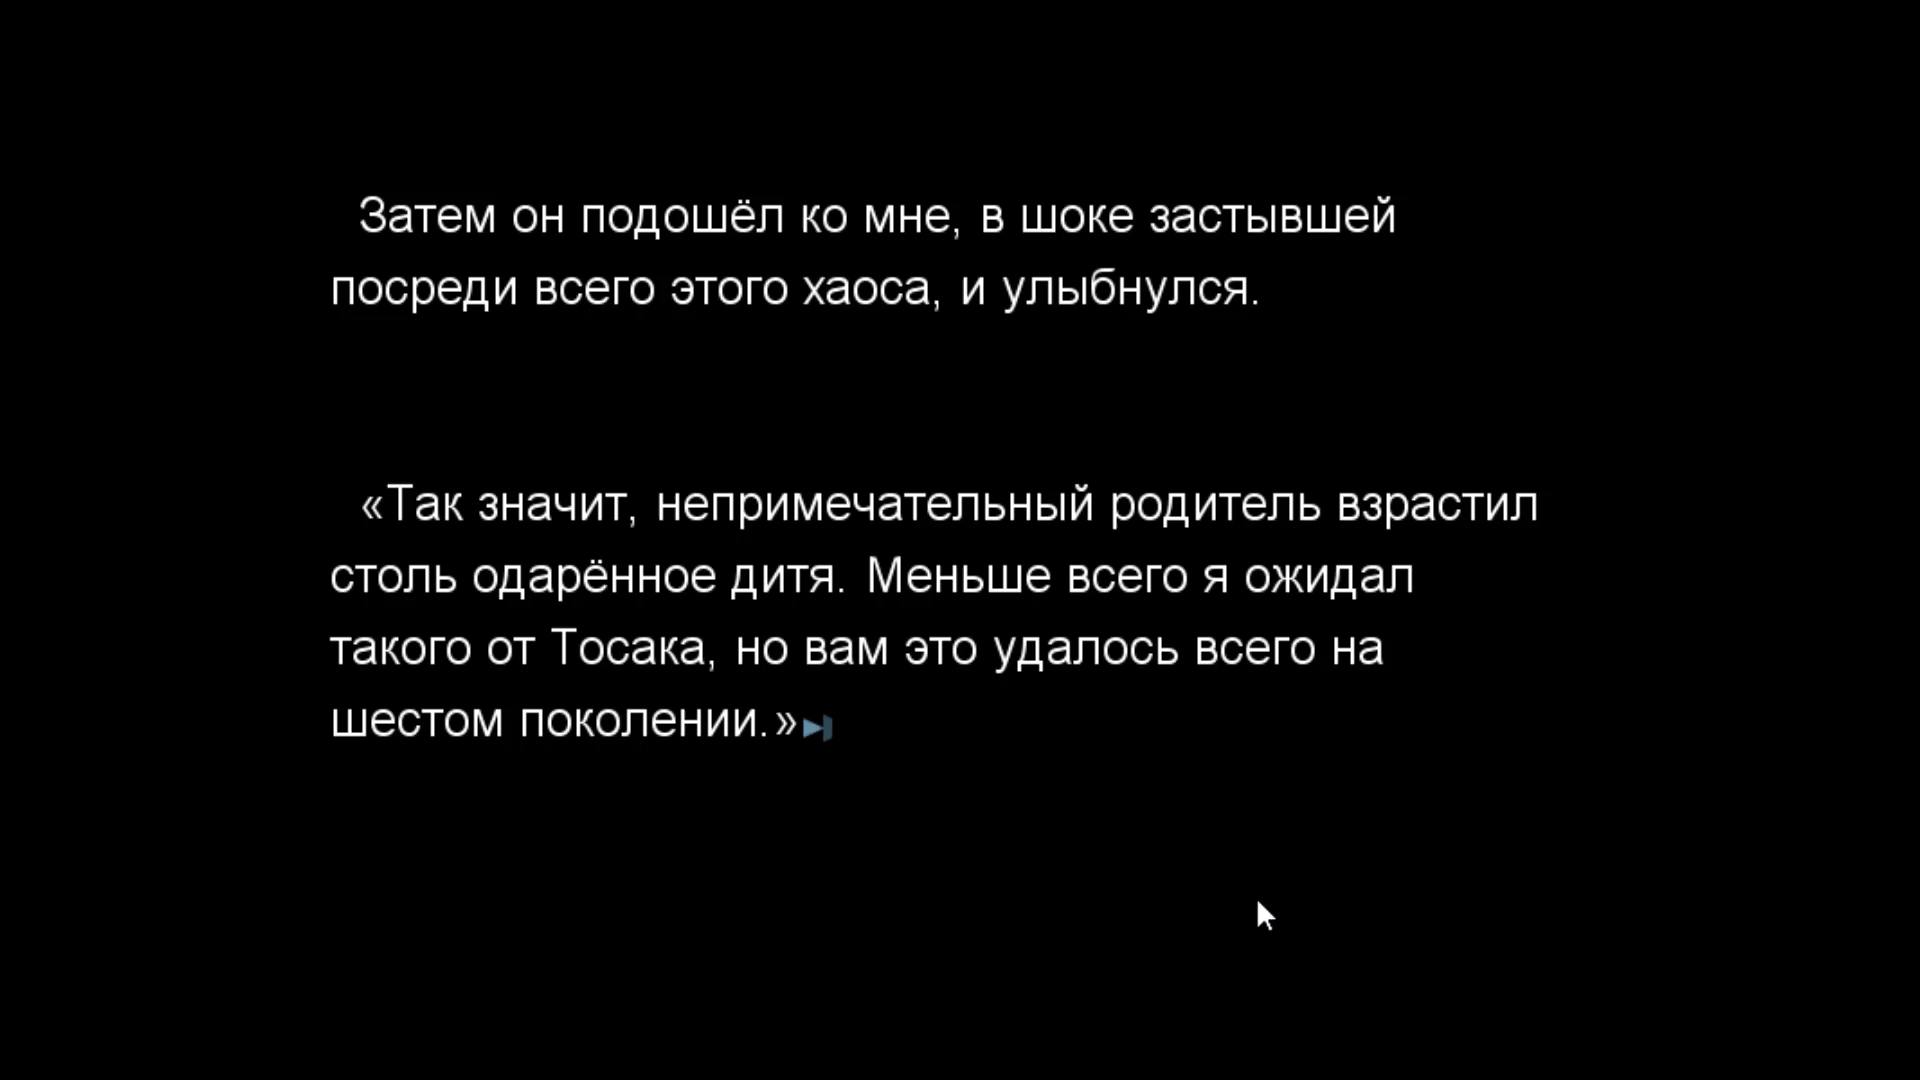 Затем он подошёл ко мне, в шоке застывшей
посреди всего этого хаоса, и улыбнулся.
«Так значит, непримечательный родитель взрастил
столь одарённое дитя. Меньше всего я ожидал
такого от Тосака, но вам это удалось всего на
шестом поколении.»